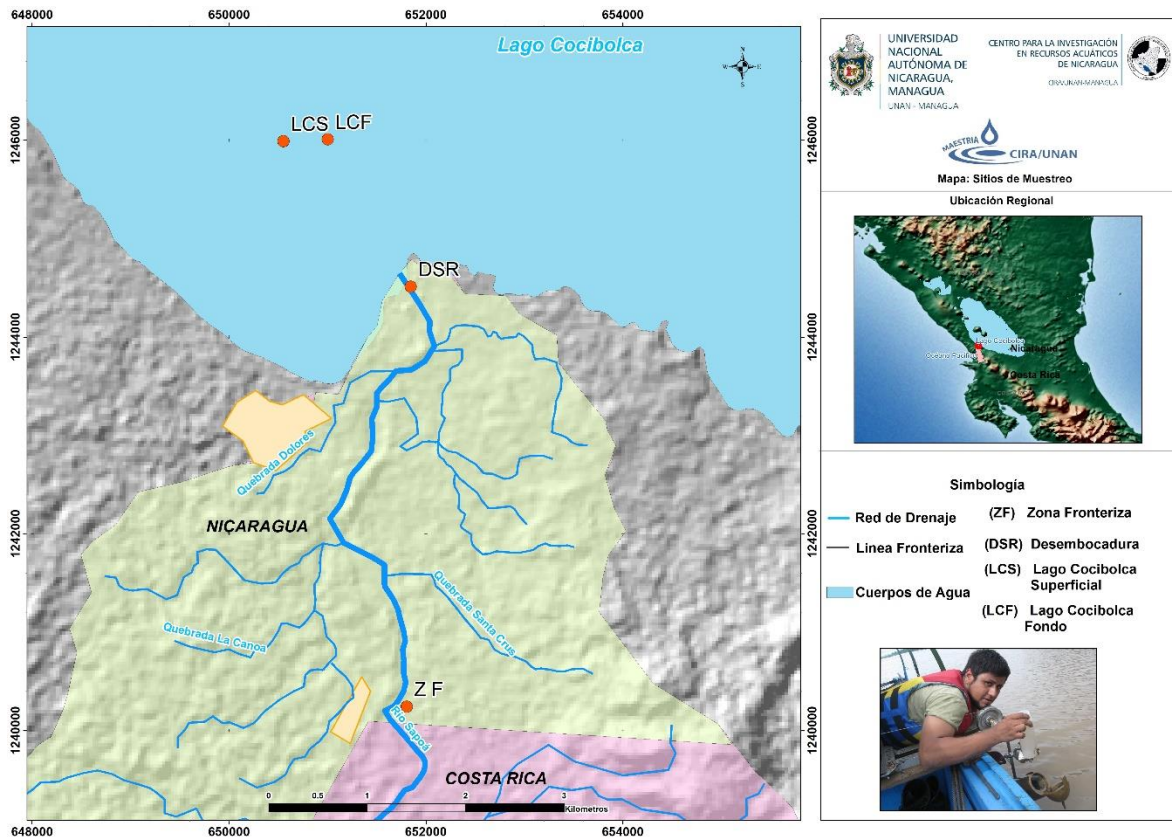 648000 650000 652000 654000
Lago Cocibolca
N
W E
S
LCS LCF
1246000 1246000
DSR
1244000 1244000
Quebrada Dolores
NIÇARAGUA
1242000 1242000
Quebrada Santa Crus
Quebrada La Canoa
Z F
Rio Sapoá
1240000 1240000
COSTA RICA
0 0.5 1 2 3
Kilometros
648000 650000 652000 654000
UNIVERSIDAD
NACIONAL
AUTÓNOMA DE
NICARAGUA,
MANAGUA
UNAN - MANAGUA
CENTRO PARA LA INVESTIGACIÓN
EN RECURSOS ACUÁTICOS
DE NICARAGUA
CIRA/UNAN-MANAGUA
MAESTRIA
CIRA/UNAN
Mapa: Sitios de Muestreo
Ubicación Regional
Lago Cocibolca
Nicaragua
Océano Pacífico
Costa Rica
Simbología
Red de Drenaje
Linea Fronteriza
Cuerpos de Agua
(ZF) Zona Fronteriza
(DSR) Desembocadura
(LCS) Lago Cocibolca
Superficial
(LCF) Lago Cocibolca
Fondo